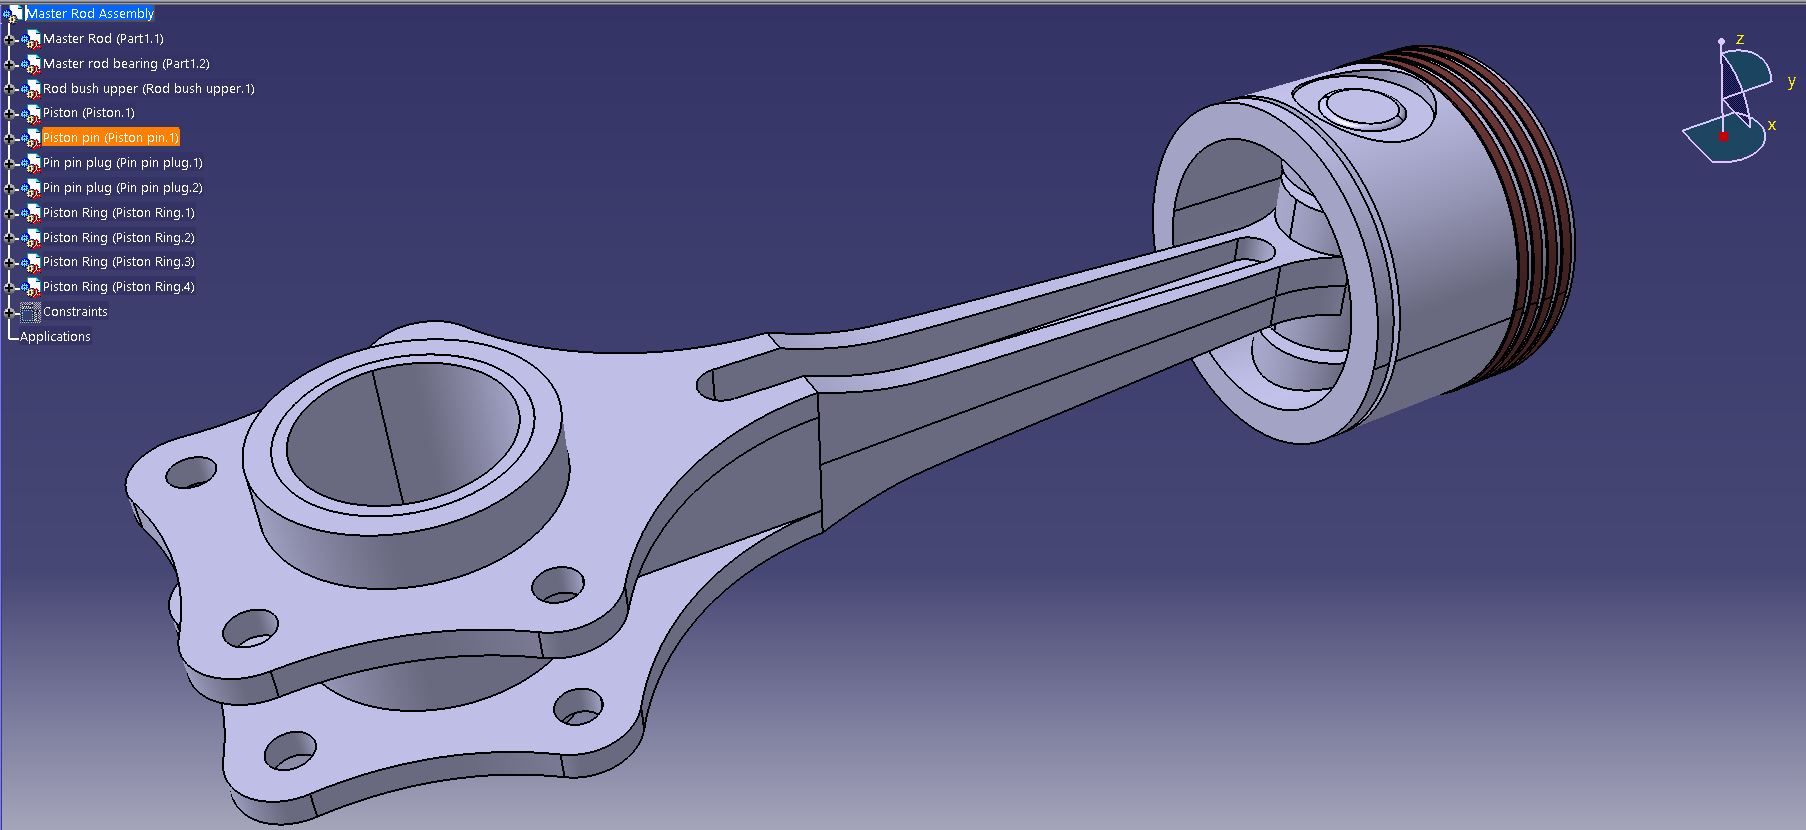 Master Rod Assembly
Master Rod (Part1.1)
Master rod bearing (Part1.2)
Rod bush upper (Rod bush upper.1)
Piston (Piston.1)
Piston pin (Piston pin.1)
Pin pin plug (Pin pin plug.1)
Pin pin plug (Pin pin plug.2)
Piston Ring (Piston Ring.1)
Piston Ring (Piston Ring.2)
Piston Ring (Piston Ring.3)
Piston Ring (Piston Ring.4)
Constraints
Applications
z
y
x